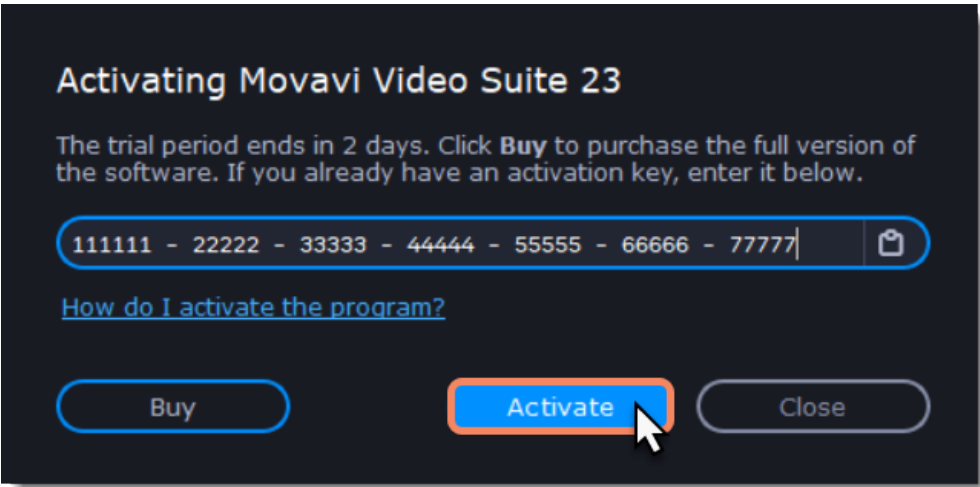 Activating Movavi Video Suite 23
The trial period ends in 2 days. Click Buy to purchase the full version of
the software. If you already have an activation key, enter it below.
111111 - 22222 - 33333 - 44444 - 55555 - 66666 - 77777
How do I activate the program?
Buy Activate Close